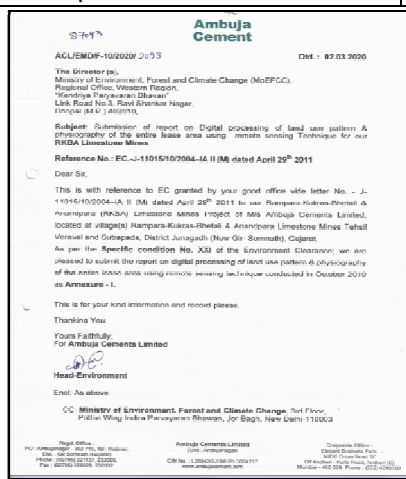 87093
Ambuja
Cement
ACL/EMD/F-10/2020/
Dtd. : 02.03.2020
The Director (s),
Ministry of Environment, Forest and Climate Change (MoEFCC),
Regional Office, Western Region,
"Kendriya Paryavaran Bhavan"
Link Road No.3, Ravi Shankar Nagar,
Bhopal (M.P.) 462016,
Subject: Submission of report on Digital processing of land use pattern & physiography of the entire lease area using remote sensing Technique for our
RKBA Limestone Mines
Reference No.: EC.-J-11015/10/2004–IA II (M) dated April 29th 2011
Dear Sir,
This is with reference to EC granted by your good office vide letter No. - J-
11015/10/2004–IA II (M) dated April 29th 2011 to our Rampara-Kukras-Bhetali &
Anandpara (RKBA) Limestone Mines Project of M/s Ambuja Cements Limited,
located at village(s) Rampara-Kukras-Bhetali & Anandpara Limestone Mines Tehsil
Veraval and Sutrapada, District Junagadh (Now Gir Somnath), Gujarat.
As per the Specific condition No. XXI of the Environment Clearance; we are
pleased to submit the report on digital processing of land use pattern & physiography
of the entire lease area using remote sensing technique conducted in October 2019
as Annexure - I.
This is for your kind information and record please.
Thanking You.
Yours Faithfully,
For Ambuja Cements Limited
Head-Environment
Encl: As above
CC: Ministry of Environment, Forest and Climate Change, 3rd Floor,
Prithvi Wing Indira Paryavaran Bhawan, Jor Bagh, New Delhi-110003
Regd. Office :
Ambuja Cements Limited
Corporate Office :
Elegant Business Park